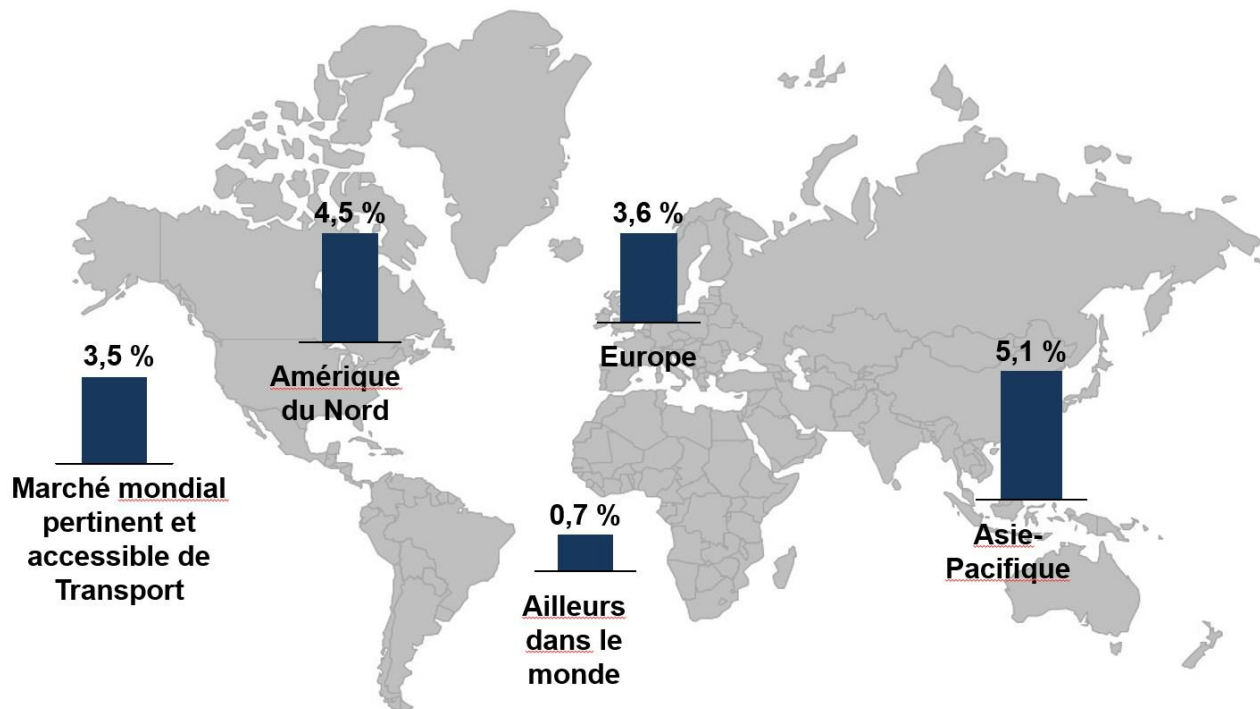 4,5 %
Amérique
du Nord
3,6 %
Europe
3,5 %
Marché mondial
pertinent et
accessible de
Transport
5,1 %
Asie-
Pacifique
0,7 %
Ailleurs
dans le
monde